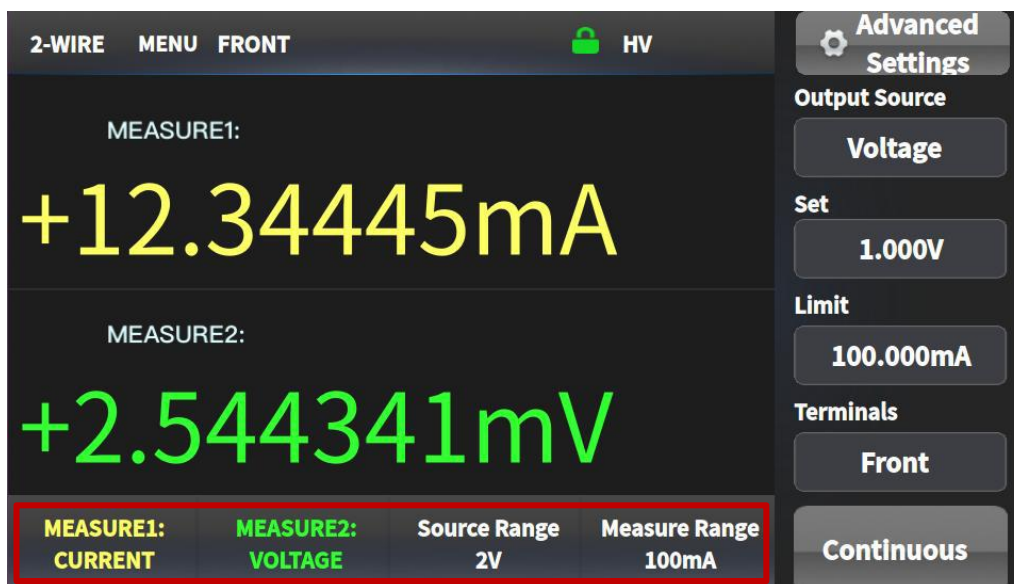 2-WIRE MENU FRONT HV
MEASURE1:
+12.34445mA
MEASURE2:
+2.544341mV
MEASURE1:
CURRENT
MEASURE2:
VOLTAGE
Source Range
2V
Measure Range
100mA
Advanced
Settings
Output Source
Voltage
Set
1.000V
Limit
100.000mA
Terminals
Front
Continuous